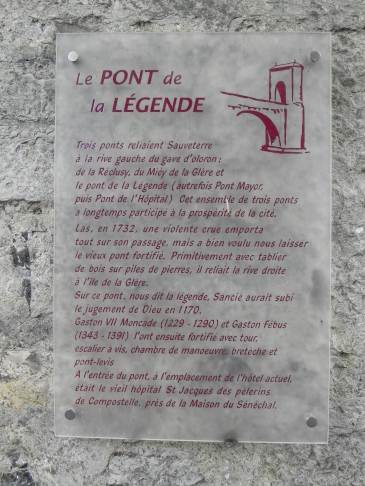 Le PONT de
la LÉGENDE
Trois ponts reliaient Sauveterre
à la rive gauche du gave d'oloron :
de la Réclusy, du Miéy de la Glère et
le pont de la Légende (autrefois Pont Mayor,
puis Pont de l'Hôpital) Cet ensemble de trois ponts
a longtemps participé à la prospérité de la cité.
Las, en 1732, une violente crue emporta
tout sur son passage, mais a bien voulu nous laisser
le vieux pont fortifié. Primitivement avec tablier
de bois sur piles de pierres, il reliait la rive droite
à l'île de la Glère.
Sur ce pont, nous dit la légende, Sancie aurait subi
le jugement de Dieu en 1170.
Gaston VII Moncade (1229 - 1290) et Gaston Fébus
(1343 - 1391) l'ont ensuite fortifié avec tour,
escalier à vis, chambre de manoeuvre, bretèche et
pont-levis
A l'entrée du pont, à l'emplacement de l'hôtel actuel,
était le vieil hôpital St Jacques des pèlerins
de Compostelle, près de la Maison du Sénéchal.